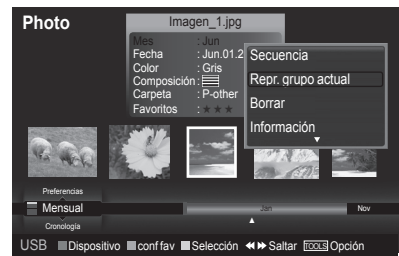 Photo
Imagen_1.jpg
Mes : Jun
Fecha : Jun.01.2
Color : Gris
Composición :
Carpeta : P-other
Favoritos : ★★★
Secuencia
Repr. grupo actual
Borrar
Información
Preferencias
Mensual
Cronología
Jan
Nov
USB Dispositivo conf fav Selección Saltar TOOLS Opción